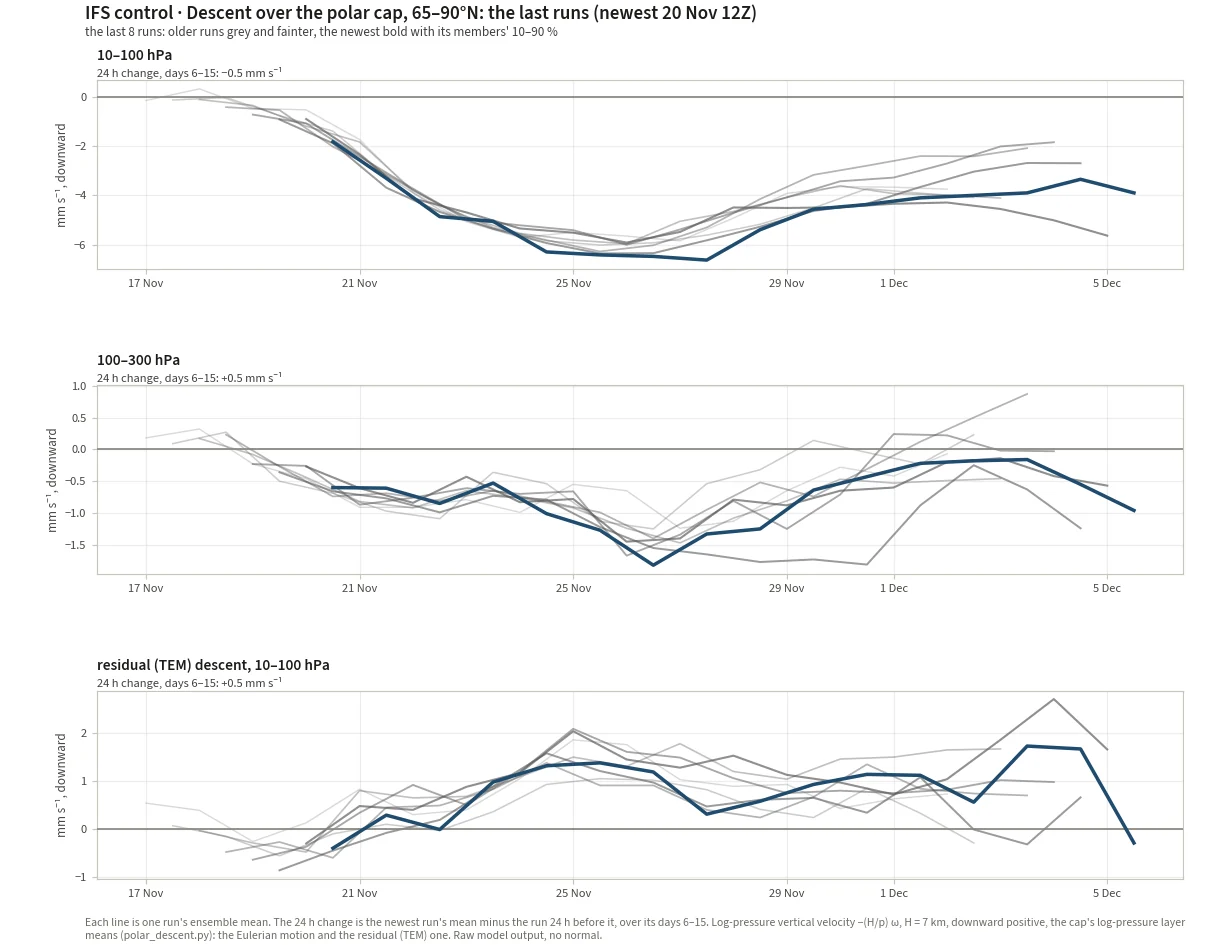 IFS control · Descent over the polar cap, 65–90°N: the last runs (newest 20 Nov 12Z)
the last 8 runs: older runs grey and fainter, the newest bold with its members' 10–90 %
10–100 hPa
24 h change, days 6–15: −0.5 mm s⁻¹
mm s⁻¹, downward
0
−2
−4
−6
17 Nov
21 Nov
25 Nov
29 Nov
1 Dec
5 Dec
100–300 hPa
24 h change, days 6–15: +0.5 mm s⁻¹
mm s⁻¹, downward
1.0
0.5
0.0
−0.5
−1.0
−1.5
17 Nov
21 Nov
25 Nov
29 Nov
1 Dec
5 Dec
residual (TEM) descent, 10–100 hPa
24 h change, days 6–15: +0.5 mm s⁻¹
mm s⁻¹, downward
2
1
0
−1
17 Nov
21 Nov
25 Nov
29 Nov
1 Dec
5 Dec
Each line is one run's ensemble mean. The 24 h change is the newest run's mean minus the run 24 h before it, over its days 6–15. Log-pressure vertical velocity −(H/p) ω, H = 7 km, downward positive, the cap's log-pressure layer
means (polar_descent.py): the Eulerian motion and the residual (TEM) one. Raw model output, no normal.